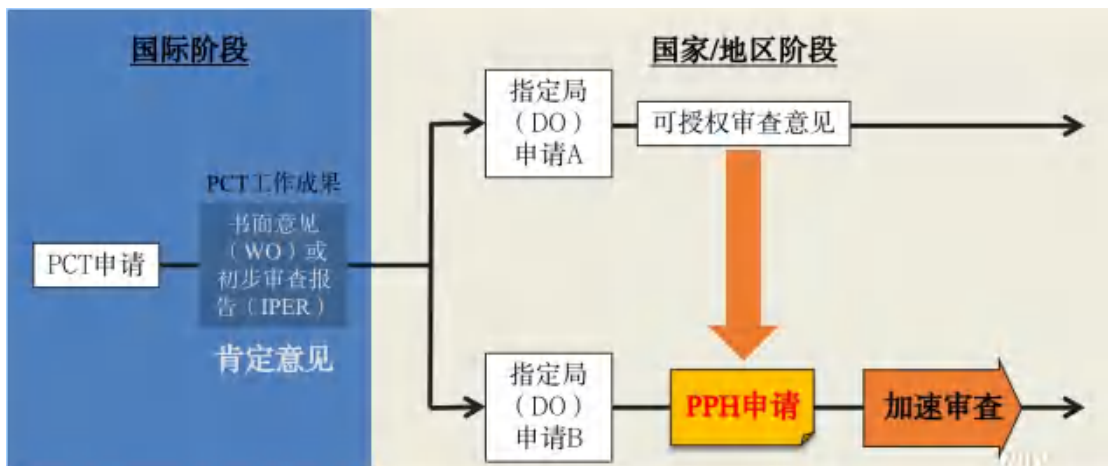 国际阶段
国家/地区阶段
指定局
（DO）
申请A
可授权审查意见
PCT工作成果
书面意见
（WO）或
初步审查报
告（IPER）
PCT申请
肯定意见
指定局
（DO）
申请B
PPH申请
加速审查